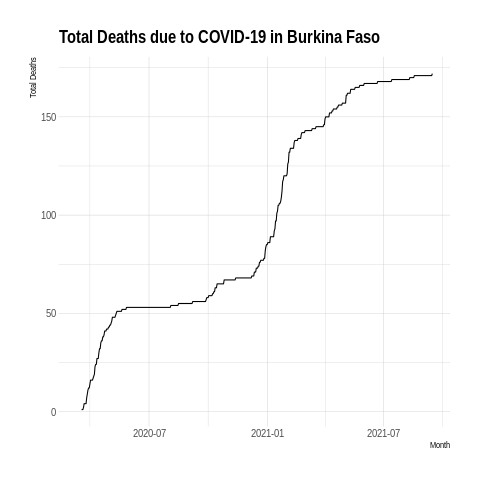 Total Deaths due to COVID-19 in Burkina Faso
Total Deaths
150
100
50
0
2020-07
2021-01
2021-07
Month